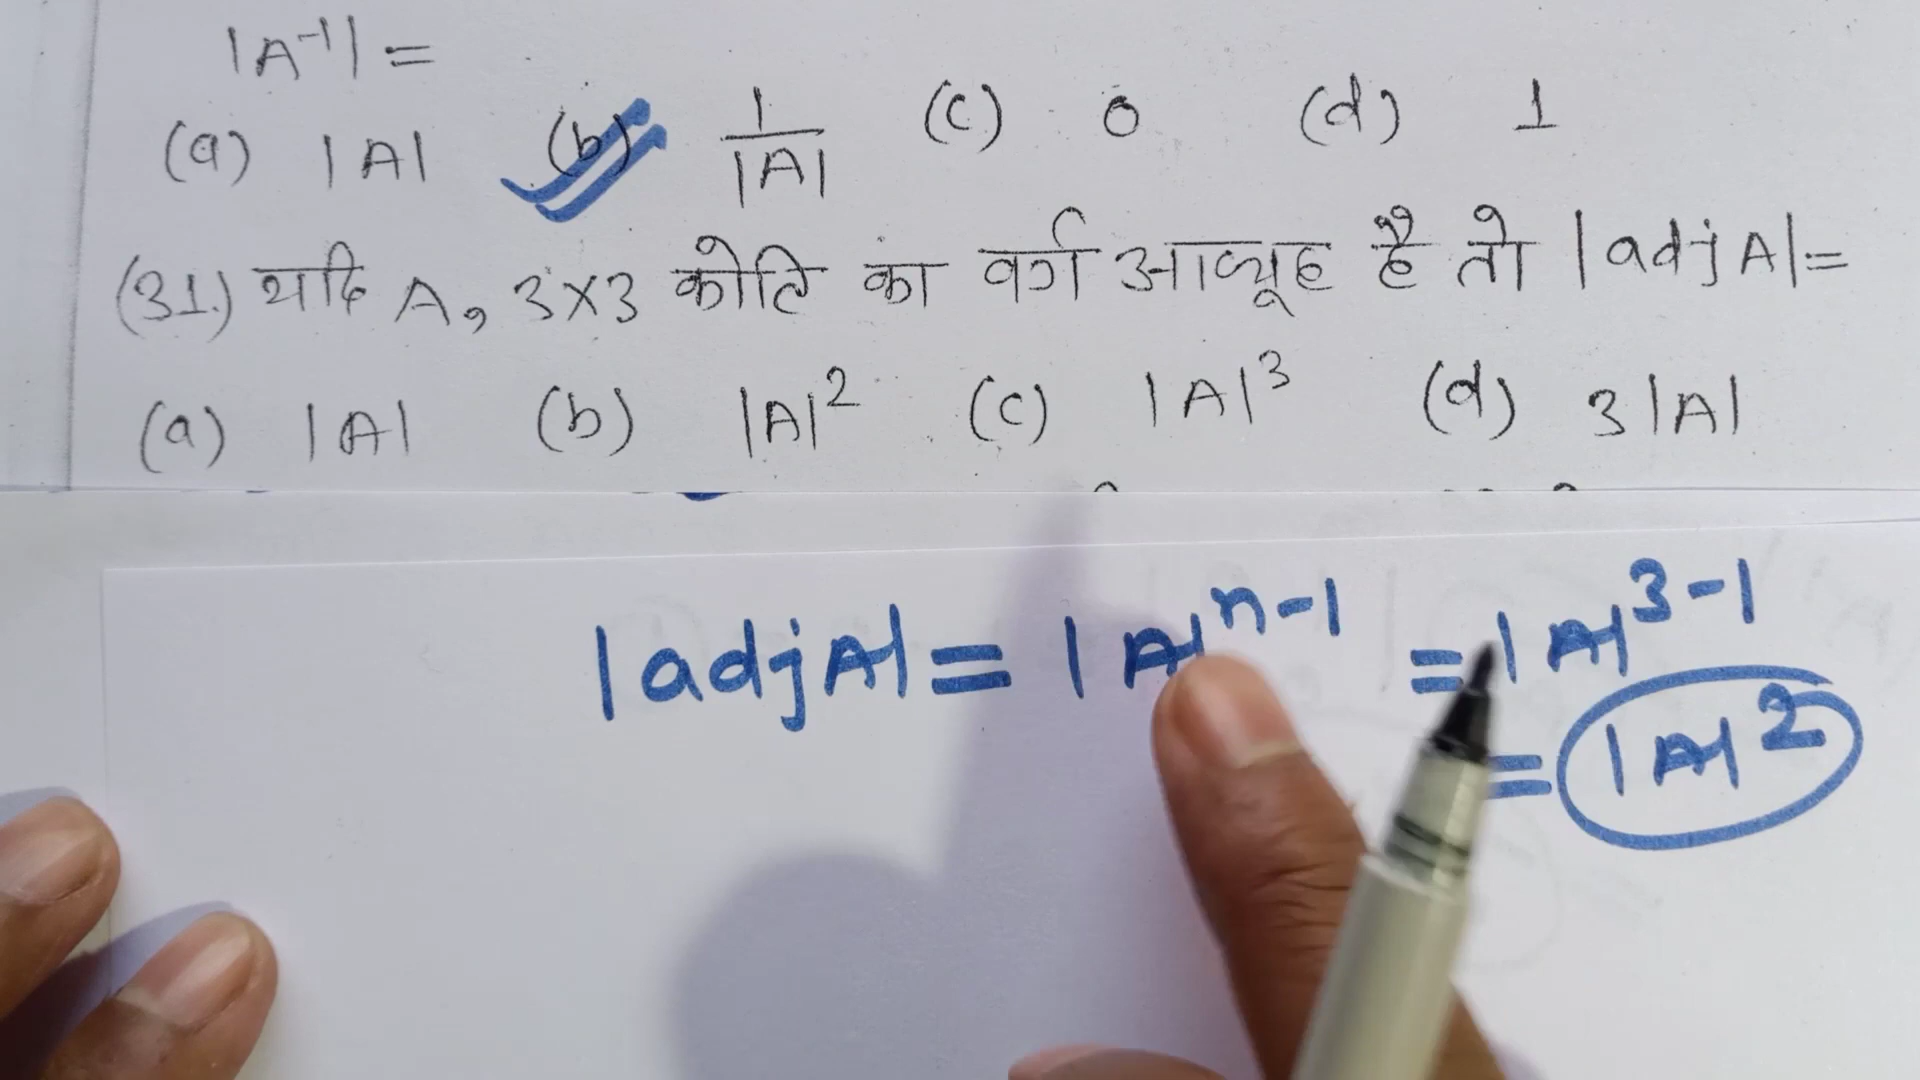 |A⁻¹| =
(a) |A| (b) 1/|A| (c) 0 (d) 1
(31.) यदि A, 3×3 कोटि का वर्ग आव्यूह है तो |adj A| =
(a) |A| (b) |A|² (c) |A|³ (d) 3|A|
|adj A| = |A|ⁿ⁻¹ = |A|³⁻¹
= |A|²